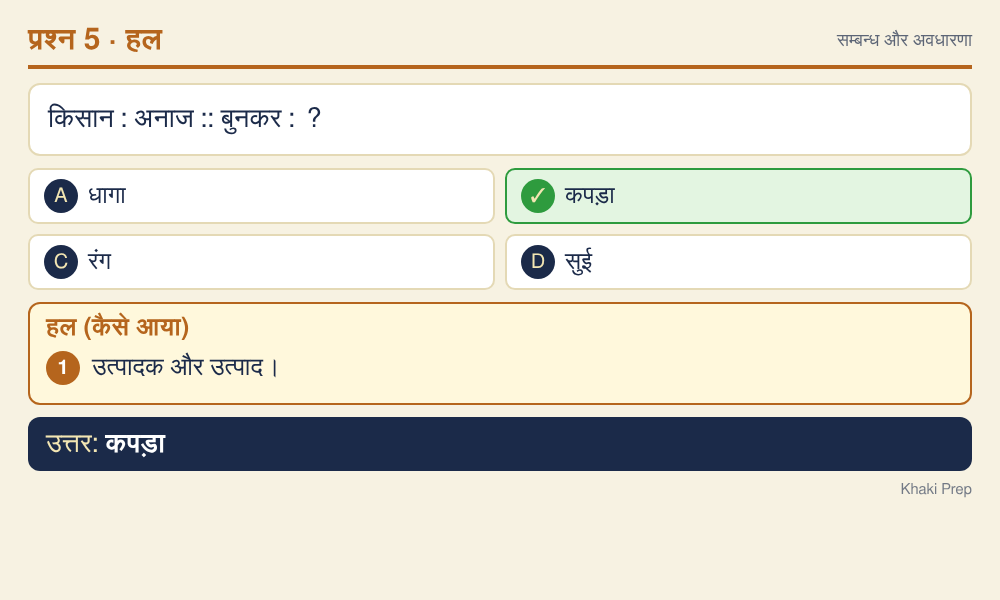 प्रश्न 5 · हल
सम्बन्ध और अवधारणा
किसान : अनाज :: बुनकर : ?
A धागा
✓ कपड़ा
C रंग
D सुई
हल (कैसे आया)
1 उत्पादक और उत्पाद।
उत्तर: कपड़ा
Khaki Prep